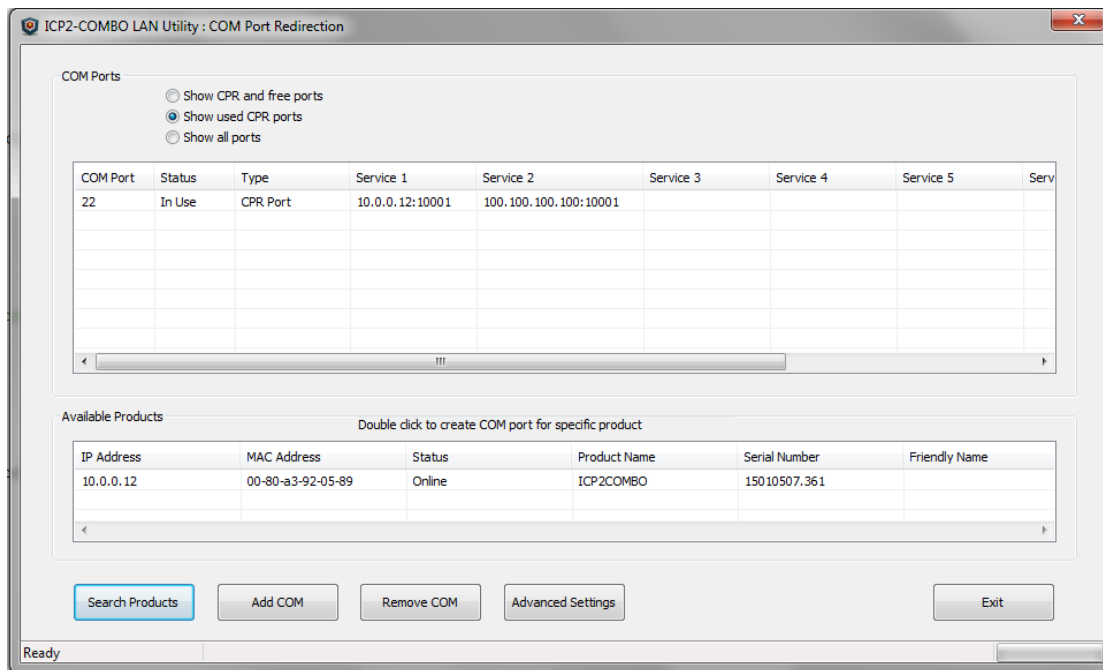 ICP2-COMBO LAN Utility : COM Port Redirection
COM Ports
Show CPR and free ports
Show used CPR ports
Show all ports
COM Port Status Type Service 1 Service 2 Service 3 Service 4 Service 5 Serv
22 In Use CPR Port 10.0.0.12:10001 100.100.100.100:10001
Available Products
Double click to create COM port for specific product
IP Address MAC Address Status Product Name Serial Number Friendly Name
10.0.0.12 00-80-a3-92-05-89 Online ICP2COMBO 15010507.361
Search Products Add COM Remove COM Advanced Settings Exit
Ready